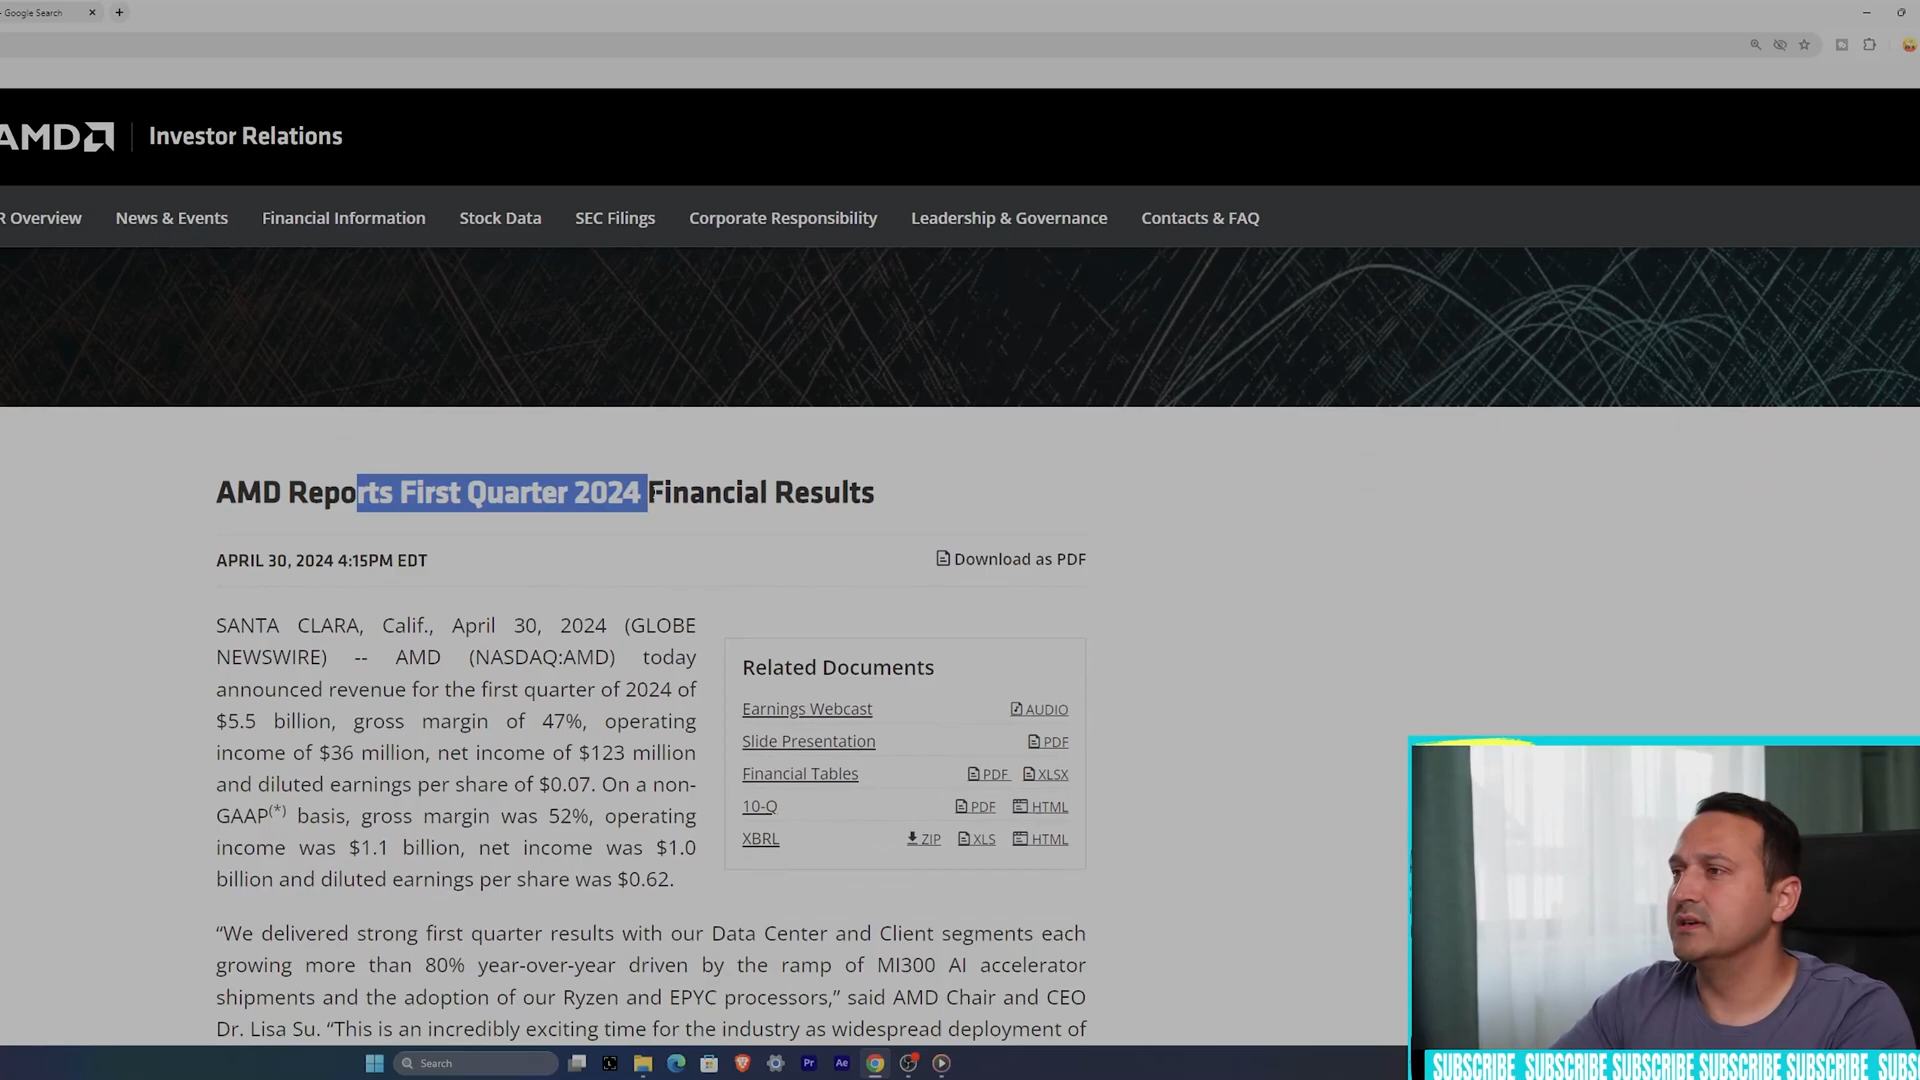 - Google Search
AMD
Investor Relations
R Overview
News & Events
Financial Information
Stock Data
SEC Filings
Corporate Responsibility
Leadership & Governance
Contacts & FAQ
AMD Reports First Quarter 2024 Financial Results
APRIL 30, 2024 4:15PM EDT
Download as PDF
SANTA CLARA, Calif., April 30, 2024 (GLOBE
NEWSWIRE) -- AMD (NASDAQ:AMD) today
announced revenue for the first quarter of 2024 of
$5.5 billion, gross margin of 47%, operating
income of $36 million, net income of $123 million
and diluted earnings per share of $0.07. On a non-
GAAP(*) basis, gross margin was 52%, operating
income was $1.1 billion, net income was $1.0
billion and diluted earnings per share was $0.62.
Related Documents
Earnings Webcast AUDIO
Slide Presentation PDF
Financial Tables PDF XLSX
10-Q PDF HTML
XBRL ZIP XLS HTML
“We delivered strong first quarter results with our Data Center and Client segments each
growing more than 80% year-over-year driven by the ramp of MI300 AI accelerator
shipments and the adoption of our Ryzen and EPYC processors,” said AMD Chair and CEO
Dr. Lisa Su. “This is an incredibly exciting time for the industry as widespread deployment of
Search
Pr
Ae
SUBSCRIBE SUBSCRIBE SUBSCRIBE SUBSCRIBE SUBSCRIBE SUBS